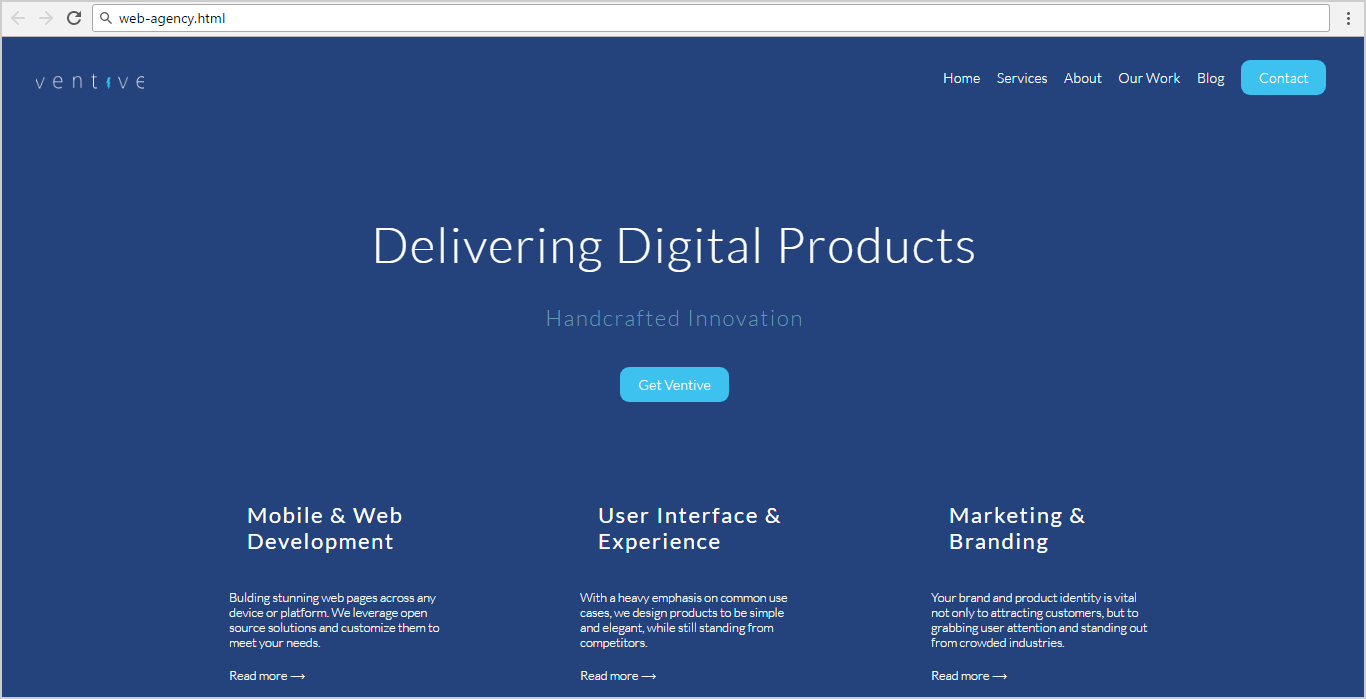 web-agency.html
ventive
Home Services About Our Work Blog Contact
Delivering Digital Products
Handcrafted Innovation
Get Ventive
Mobile & Web
Development
Bulding stunning web pages across any
device or platform. We leverage open
source solutions and customize them to
meet your needs.
Read more ⟶
User Interface &
Experience
With a heavy emphasis on common use
cases, we design products to be simple
and elegant, while still standing from
competitors.
Read more ⟶
Marketing &
Branding
Your brand and product identity is vital
not only to attracting customers, but to
grabbing user attention and standing out
from crowded industries.
Read more ⟶